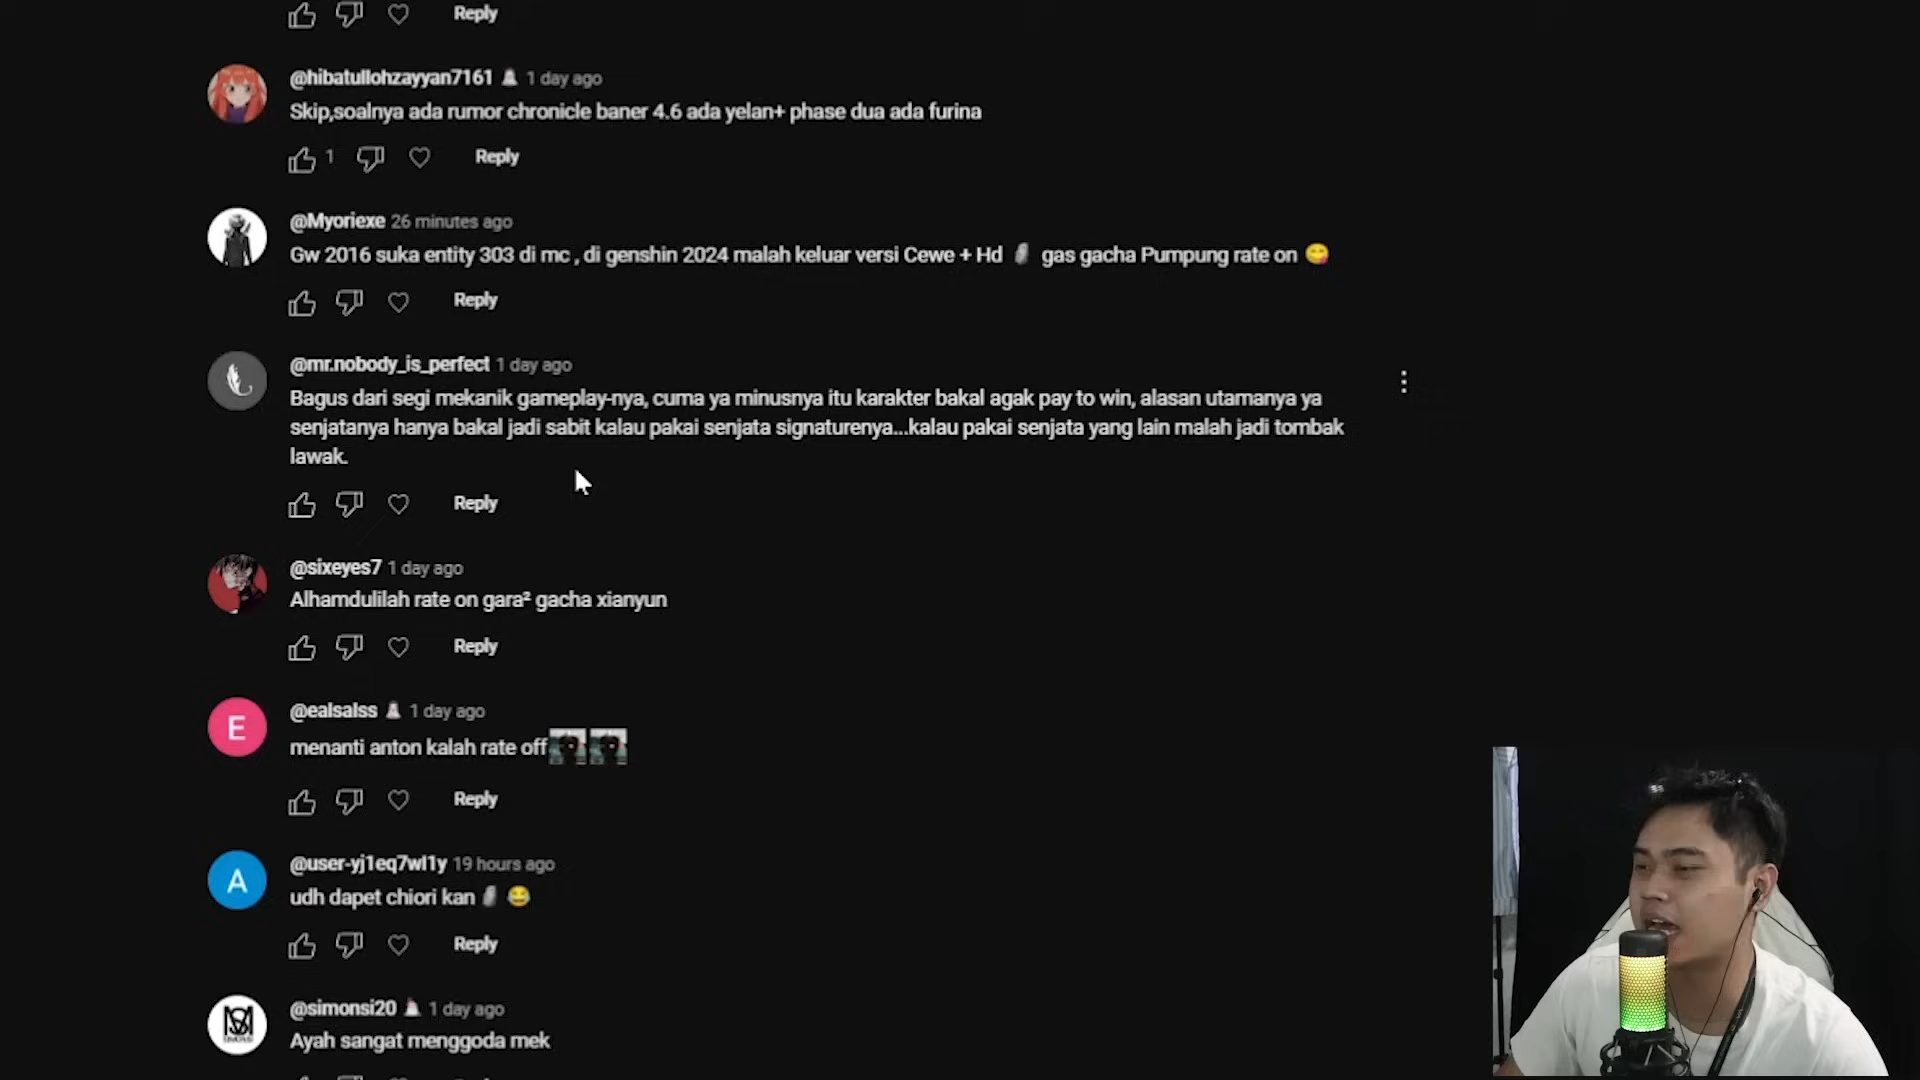 Reply
@hibatullohzayyan7161 1 day ago
Skip,soalnya ada rumor chronicle baner 4.6 ada yelan+ phase dua ada furina
1 Reply
@Myoriexe 26 minutes ago
Gw 2016 suka entity 303 di mc , di genshin 2024 malah keluar versi Cewe + Hd 🗿 gas gacha Pumpung rate on 😋
Reply
@mr.nobody_is_perfect 1 day ago
Bagus dari segi mekanik gameplay-nya, cuma ya minusnya itu karakter bakal agak pay to win, alasan utamanya ya
senjatanya hanya bakal jadi sabit kalau pakai senjata signaturenya...kalau pakai senjata yang lain malah jadi tombak
lawak.
Reply
@sixeyes7 1 day ago
Alhamdulilah rate on gara² gacha xianyun
Reply
E
@ealsalss 1 day ago
menanti anton kalah rate off
Reply
A
@user-yj1eq7wl1y 19 hours ago
udh dapet chiori kan 🗿 😂
Reply
@simonsi20 1 day ago
Ayah sangat menggoda mek